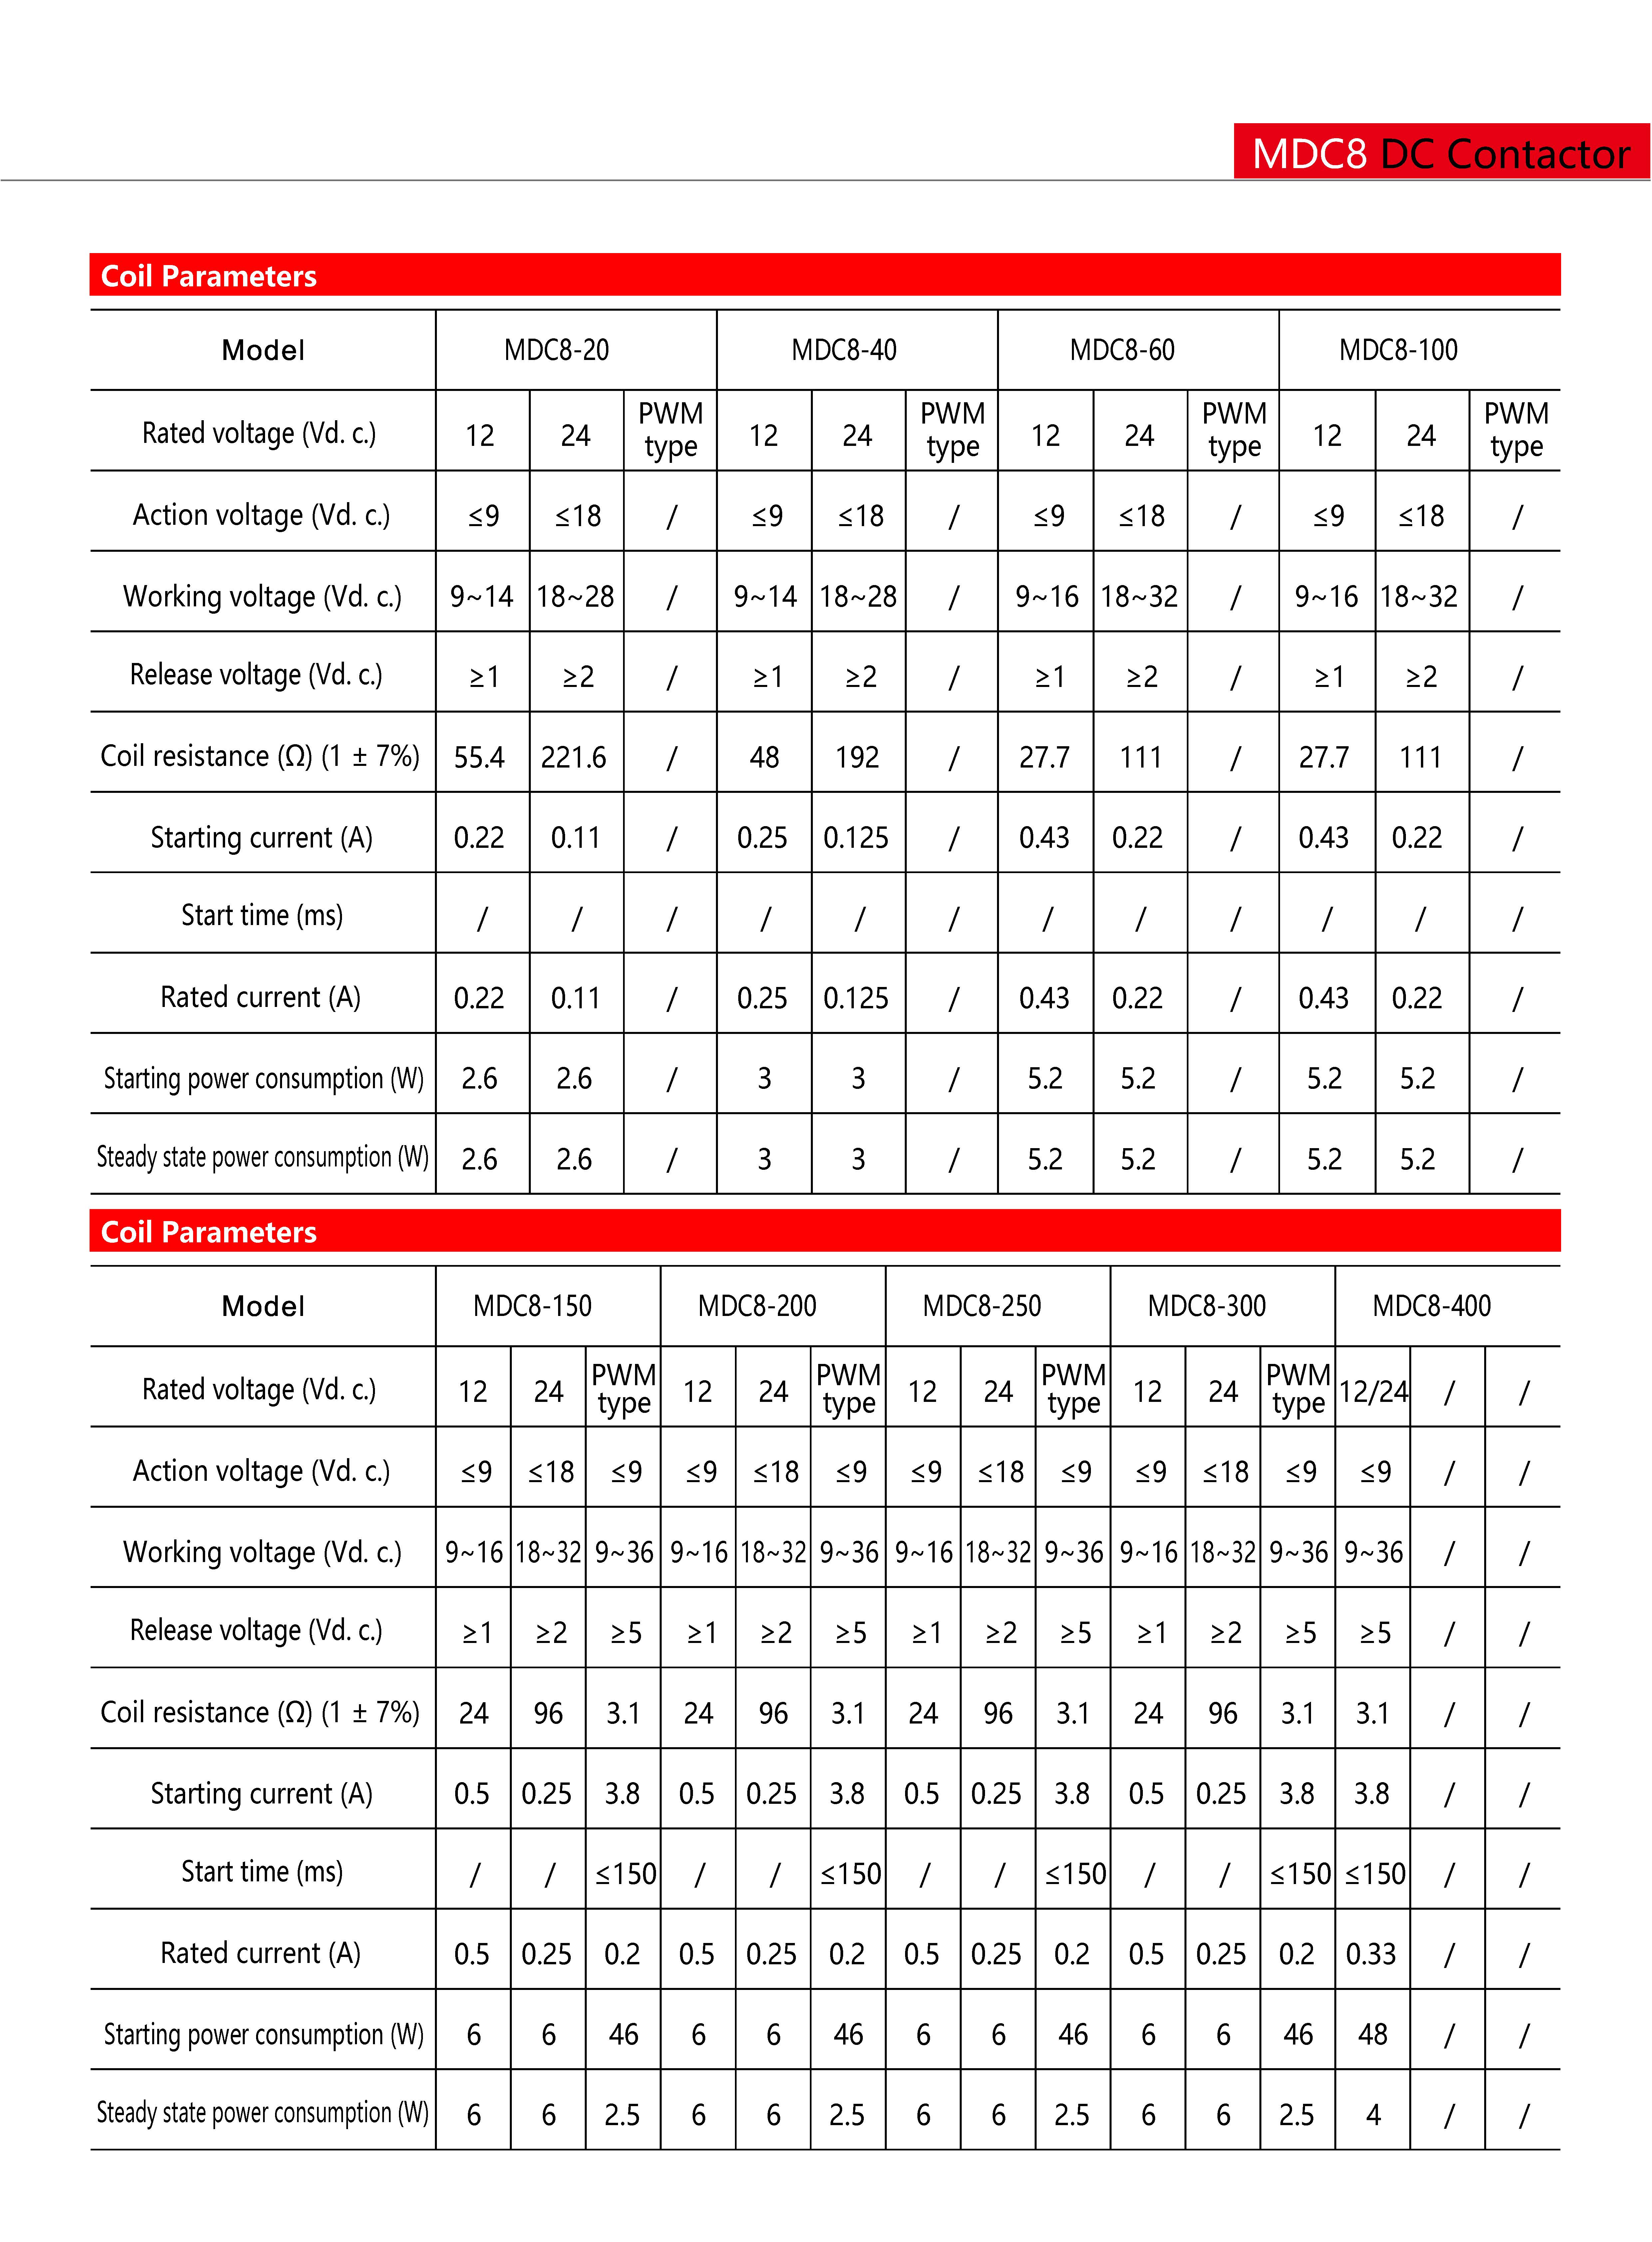 MDC8 DC Contactor
Coil Parameters
Model MDC8-20 MDC8-40 MDC8-60 MDC8-100
Rated voltage (Vd. c.) 12 24 PWM type 12 24 PWM type 12 24 PWM type 12 24 PWM type
Action voltage (Vd. c.) ≤9 ≤18 / ≤9 ≤18 / ≤9 ≤18 / ≤9 ≤18 /
Working voltage (Vd. c.) 9~14 18~28 / 9~14 18~28 / 9~16 18~32 / 9~16 18~32 /
Release voltage (Vd. c.) ≥1 ≥2 / ≥1 ≥2 / ≥1 ≥2 / ≥1 ≥2 /
Coil resistance (Ω) (1 ± 7%) 55.4 221.6 / 48 192 / 27.7 111 / 27.7 111 /
Starting current (A) 0.22 0.11 / 0.25 0.125 / 0.43 0.22 / 0.43 0.22 /
Start time (ms) / / / / / / / / / / / /
Rated current (A) 0.22 0.11 / 0.25 0.125 / 0.43 0.22 / 0.43 0.22 /
Starting power consumption (W) 2.6 2.6 / 3 3 / 5.2 5.2 / 5.2 5.2 /
Steady state power consumption (W) 2.6 2.6 / 3 3 / 5.2 5.2 / 5.2 5.2 /
Coil Parameters
Model MDC8-150 MDC8-200 MDC8-250 MDC8-300 MDC8-400
Rated voltage (Vd. c.) 12 24 PWM type 12 24 PWM type 12 24 PWM type 12 24 PWM type 12/24 / /
Action voltage (Vd. c.) ≤9 ≤18 ≤9 ≤9 ≤18 ≤9 ≤9 ≤18 ≤9 ≤9 ≤18 ≤9 ≤9 / /
Working voltage (Vd. c.) 9~16 18~32 9~36 9~16 18~32 9~36 9~16 18~32 9~36 9~16 18~32 9~36 9~36 / /
Release voltage (Vd. c.) ≥1 ≥2 ≥5 ≥1 ≥2 ≥5 ≥1 ≥2 ≥5 ≥1 ≥2 ≥5 ≥5 / /
Coil resistance (Ω) (1 ± 7%) 24 96 3.1 24 96 3.1 24 96 3.1 24 96 3.1 3.1 / /
Starting current (A) 0.5 0.25 3.8 0.5 0.25 3.8 0.5 0.25 3.8 0.5 0.25 3.8 3.8 / /
Start time (ms) / / ≤150 / / ≤150 / / ≤150 / / ≤150 ≤150 / /
Rated current (A) 0.5 0.25 0.2 0.5 0.25 0.2 0.5 0.25 0.2 0.5 0.25 0.2 0.33 / /
Starting power consumption (W) 6 6 46 6 6 46 6 6 46 6 6 46 48 / /
Steady state power consumption (W) 6 6 2.5 6 6 2.5 6 6 2.5 6 6 2.5 4 / /